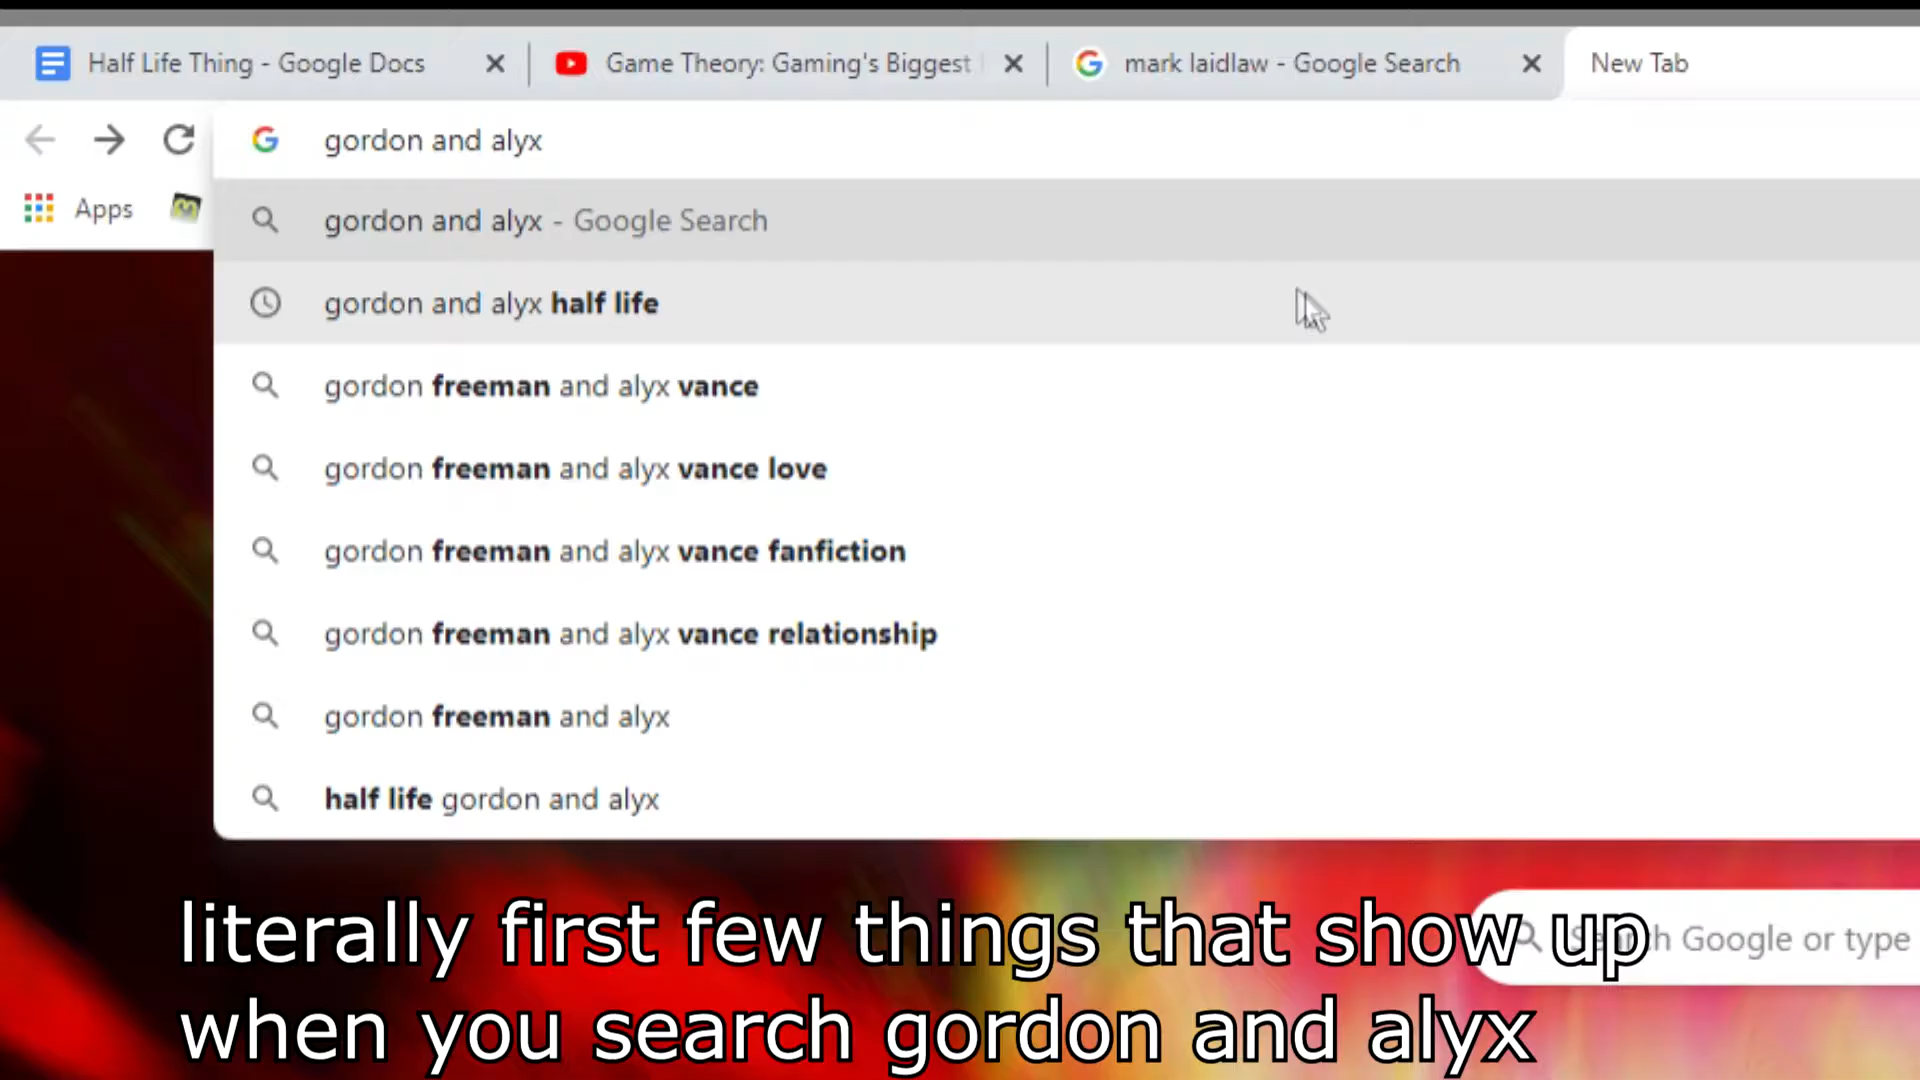 Half Life Thing - Google Docs
Game Theory: Gaming's Biggest
mark laidlaw - Google Search
New Tab
gordon and alyx
Apps
gordon and alyx - Google Search
gordon and alyx half life
gordon freeman and alyx vance
gordon freeman and alyx vance love
gordon freeman and alyx vance fanfiction
gordon freeman and alyx vance relationship
gordon freeman and alyx
half life gordon and alyx
Search Google or type
literally first few things that show up
when you search gordon and alyx